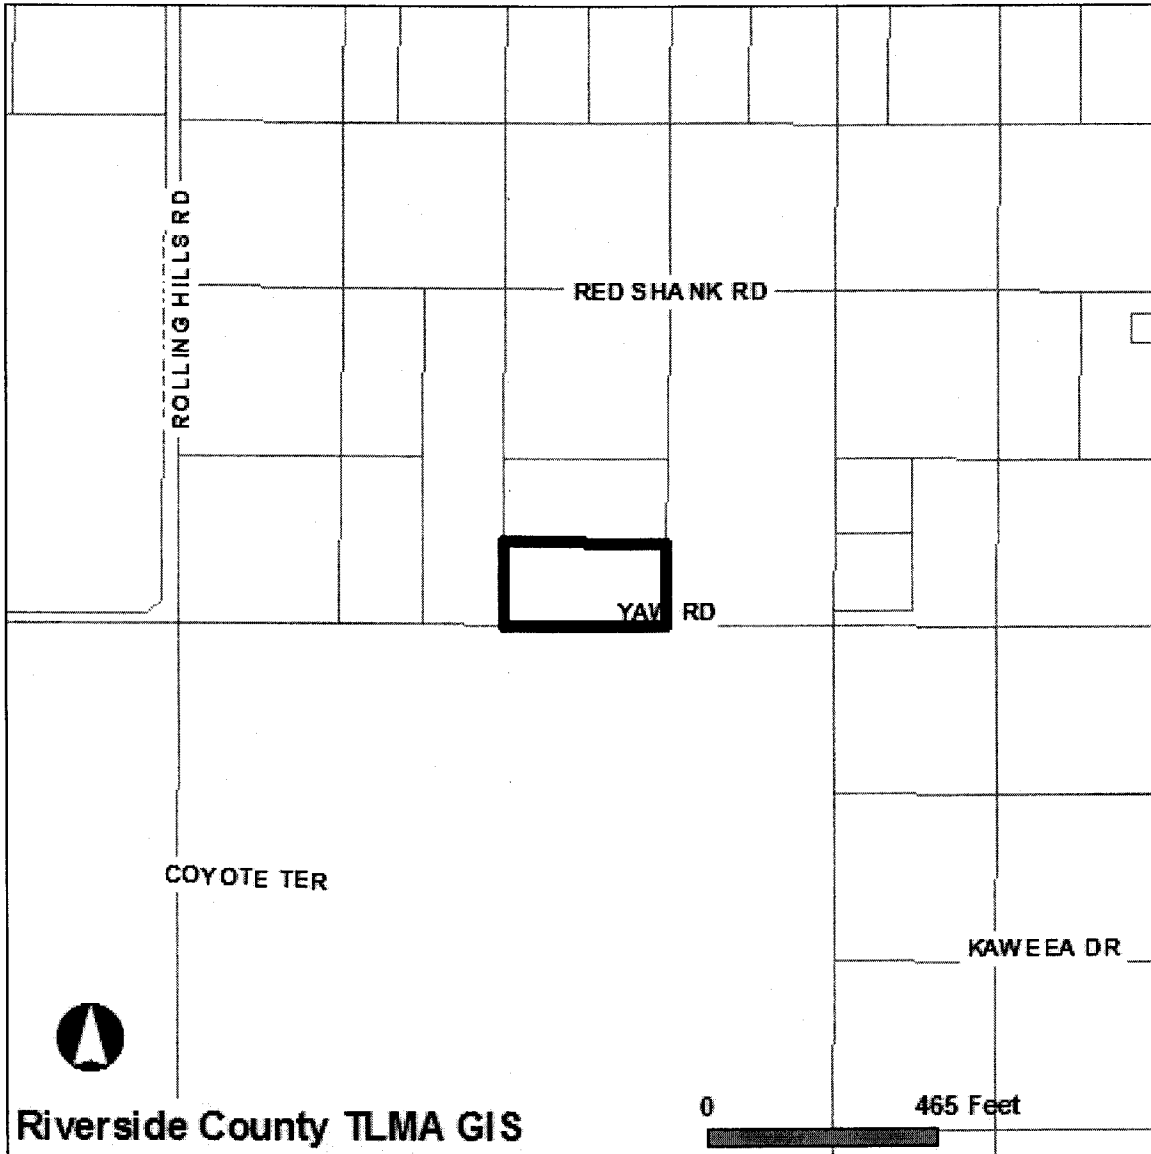 ROLLING HILLS RD
RED SHANK RD
YAW RD
COYOTE TER
KAWEEA DR
Riverside County TLMA GIS
0 465 Feet